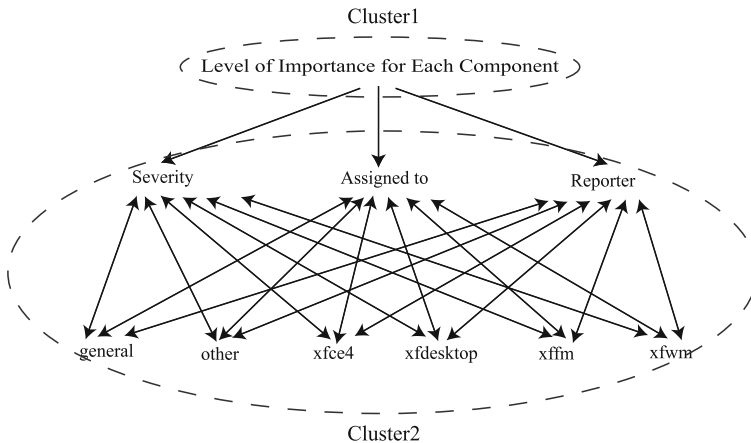 Cluster1
Level of Importance for Each Component
Severity
Assigned to
Reporter
general
other
xfce4
xfdesktop
xffm
xfwm
Cluster2